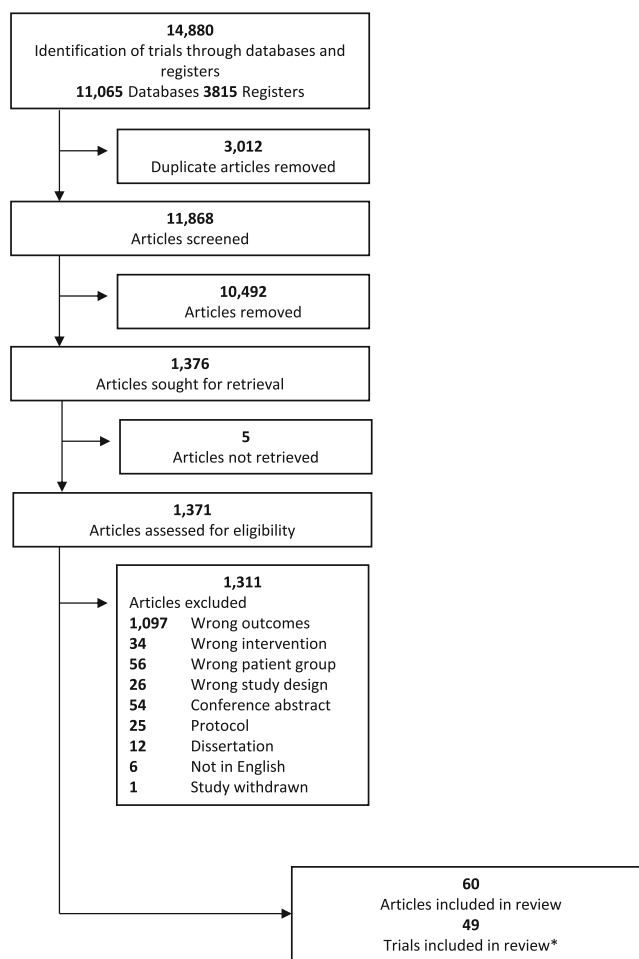 14,880
Identification of trials through databases and
registers
11,065 Databases 3815 Registers
3,012
Duplicate articles removed
11,868
Articles screened
10,492
Articles removed
1,376
Articles sought for retrieval
5
Articles not retrieved
1,371
Articles assessed for eligibility
1,311
Articles excluded
1,097 Wrong outcomes
34 Wrong intervention
56 Wrong patient group
26 Wrong study design
54 Conference abstract
25 Protocol
12 Dissertation
6 Not in English
1 Study withdrawn
60
Articles included in review
49
Trials included in review*